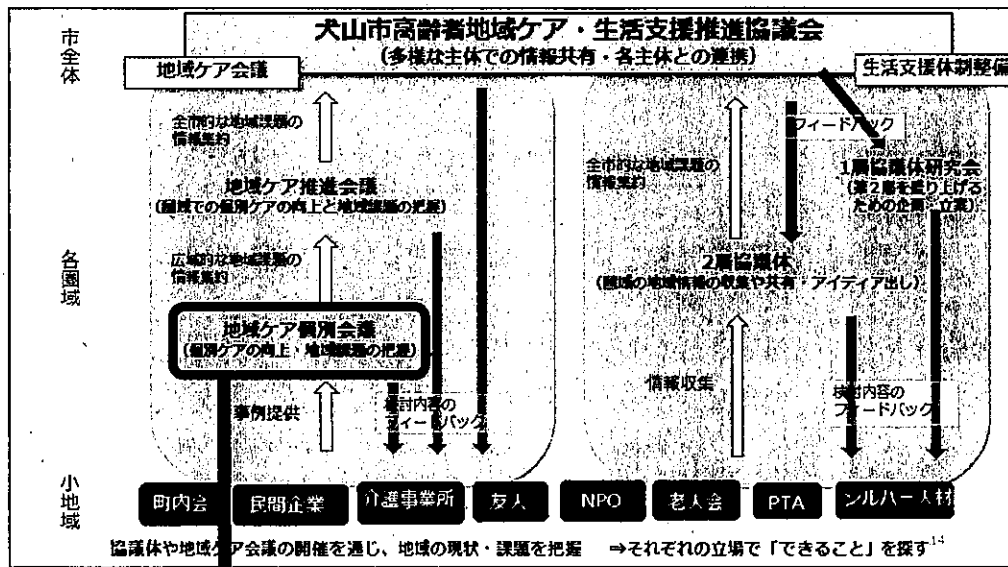 市全体
犬山市高齢者地域ケア・生活支援推進協議会
(多様な主体での情報共有・各主体との連携)
地域ケア会議
生活支援体制整備
全市的な地域課題の
情報集約
地域ケア推進会議
(圏域での個別ケアの向上と地域課題の把握)
広域的な地域課題の
情報集約
地域ケア個別会議
(個別ケアの向上・地域課題の把握)
事例提供
検討内容の
フィードバック
フィードバック
全市的な地域課題の
情報集約
1層協議体研究会
(第2層を盛り上げる
ための企画・立案)
各圏域
2層協議体
(圏域の地域情報の収集や共有・アイディア出し)
情報収集
検討内容の
フィードバック
小地域
町内会
民間企業
介護事業所
友人
NPO
老人会
PTA
シルバー人材
協議体や地域ケア会議の開催を通じ、地域の現状・課題を把握 ⇒それぞれの立場で「できること」を探す
14